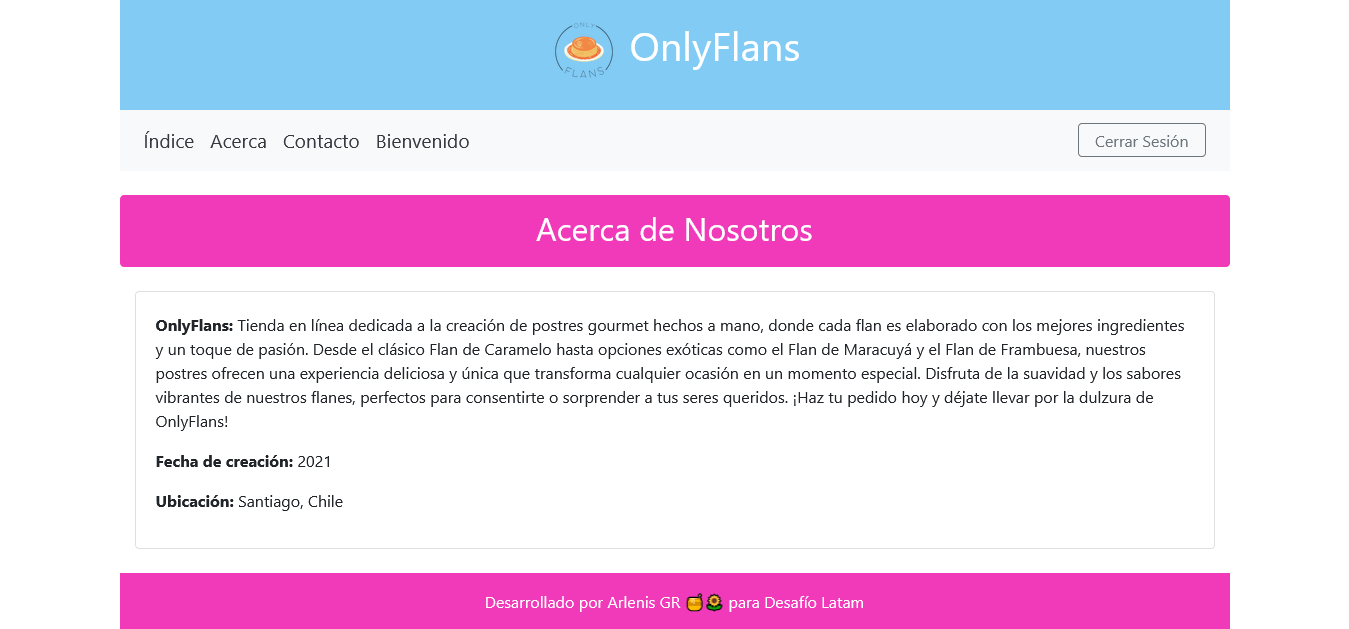 ONLY
FLANS
OnlyFlans
Índice Acerca Contacto Bienvenido
Cerrar Sesión
Acerca de Nosotros
OnlyFlans: Tienda en línea dedicada a la creación de postres gourmet hechos a mano, donde cada flan es elaborado con los mejores ingredientes
y un toque de pasión. Desde el clásico Flan de Caramelo hasta opciones exóticas como el Flan de Maracuyá y el Flan de Frambuesa, nuestros
postres ofrecen una experiencia deliciosa y única que transforma cualquier ocasión en un momento especial. Disfruta de la suavidad y los sabores
vibrantes de nuestros flanes, perfectos para consentirte o sorprender a tus seres queridos. ¡Haz tu pedido hoy y déjate llevar por la dulzura de
OnlyFlans!
Fecha de creación: 2021
Ubicación: Santiago, Chile
Desarrollado por Arlenis GR 🍯🌻 para Desafío Latam